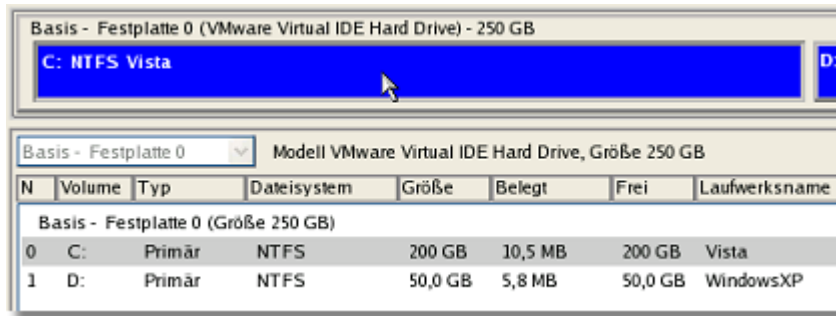 Basis - Festplatte 0 (VMware Virtual IDE Hard Drive) - 250 GB
C: NTFS Vista D:
Basis - Festplatte 0 Modell VMware Virtual IDE Hard Drive, Größe 250 GB
N Volume Typ Dateisystem Größe Belegt Frei Laufwerksname
Basis - Festplatte 0 (Größe 250 GB)
0 C: Primär NTFS 200 GB 10,5 MB 200 GB Vista
1 D: Primär NTFS 50,0 GB 5,8 MB 50,0 GB WindowsXP